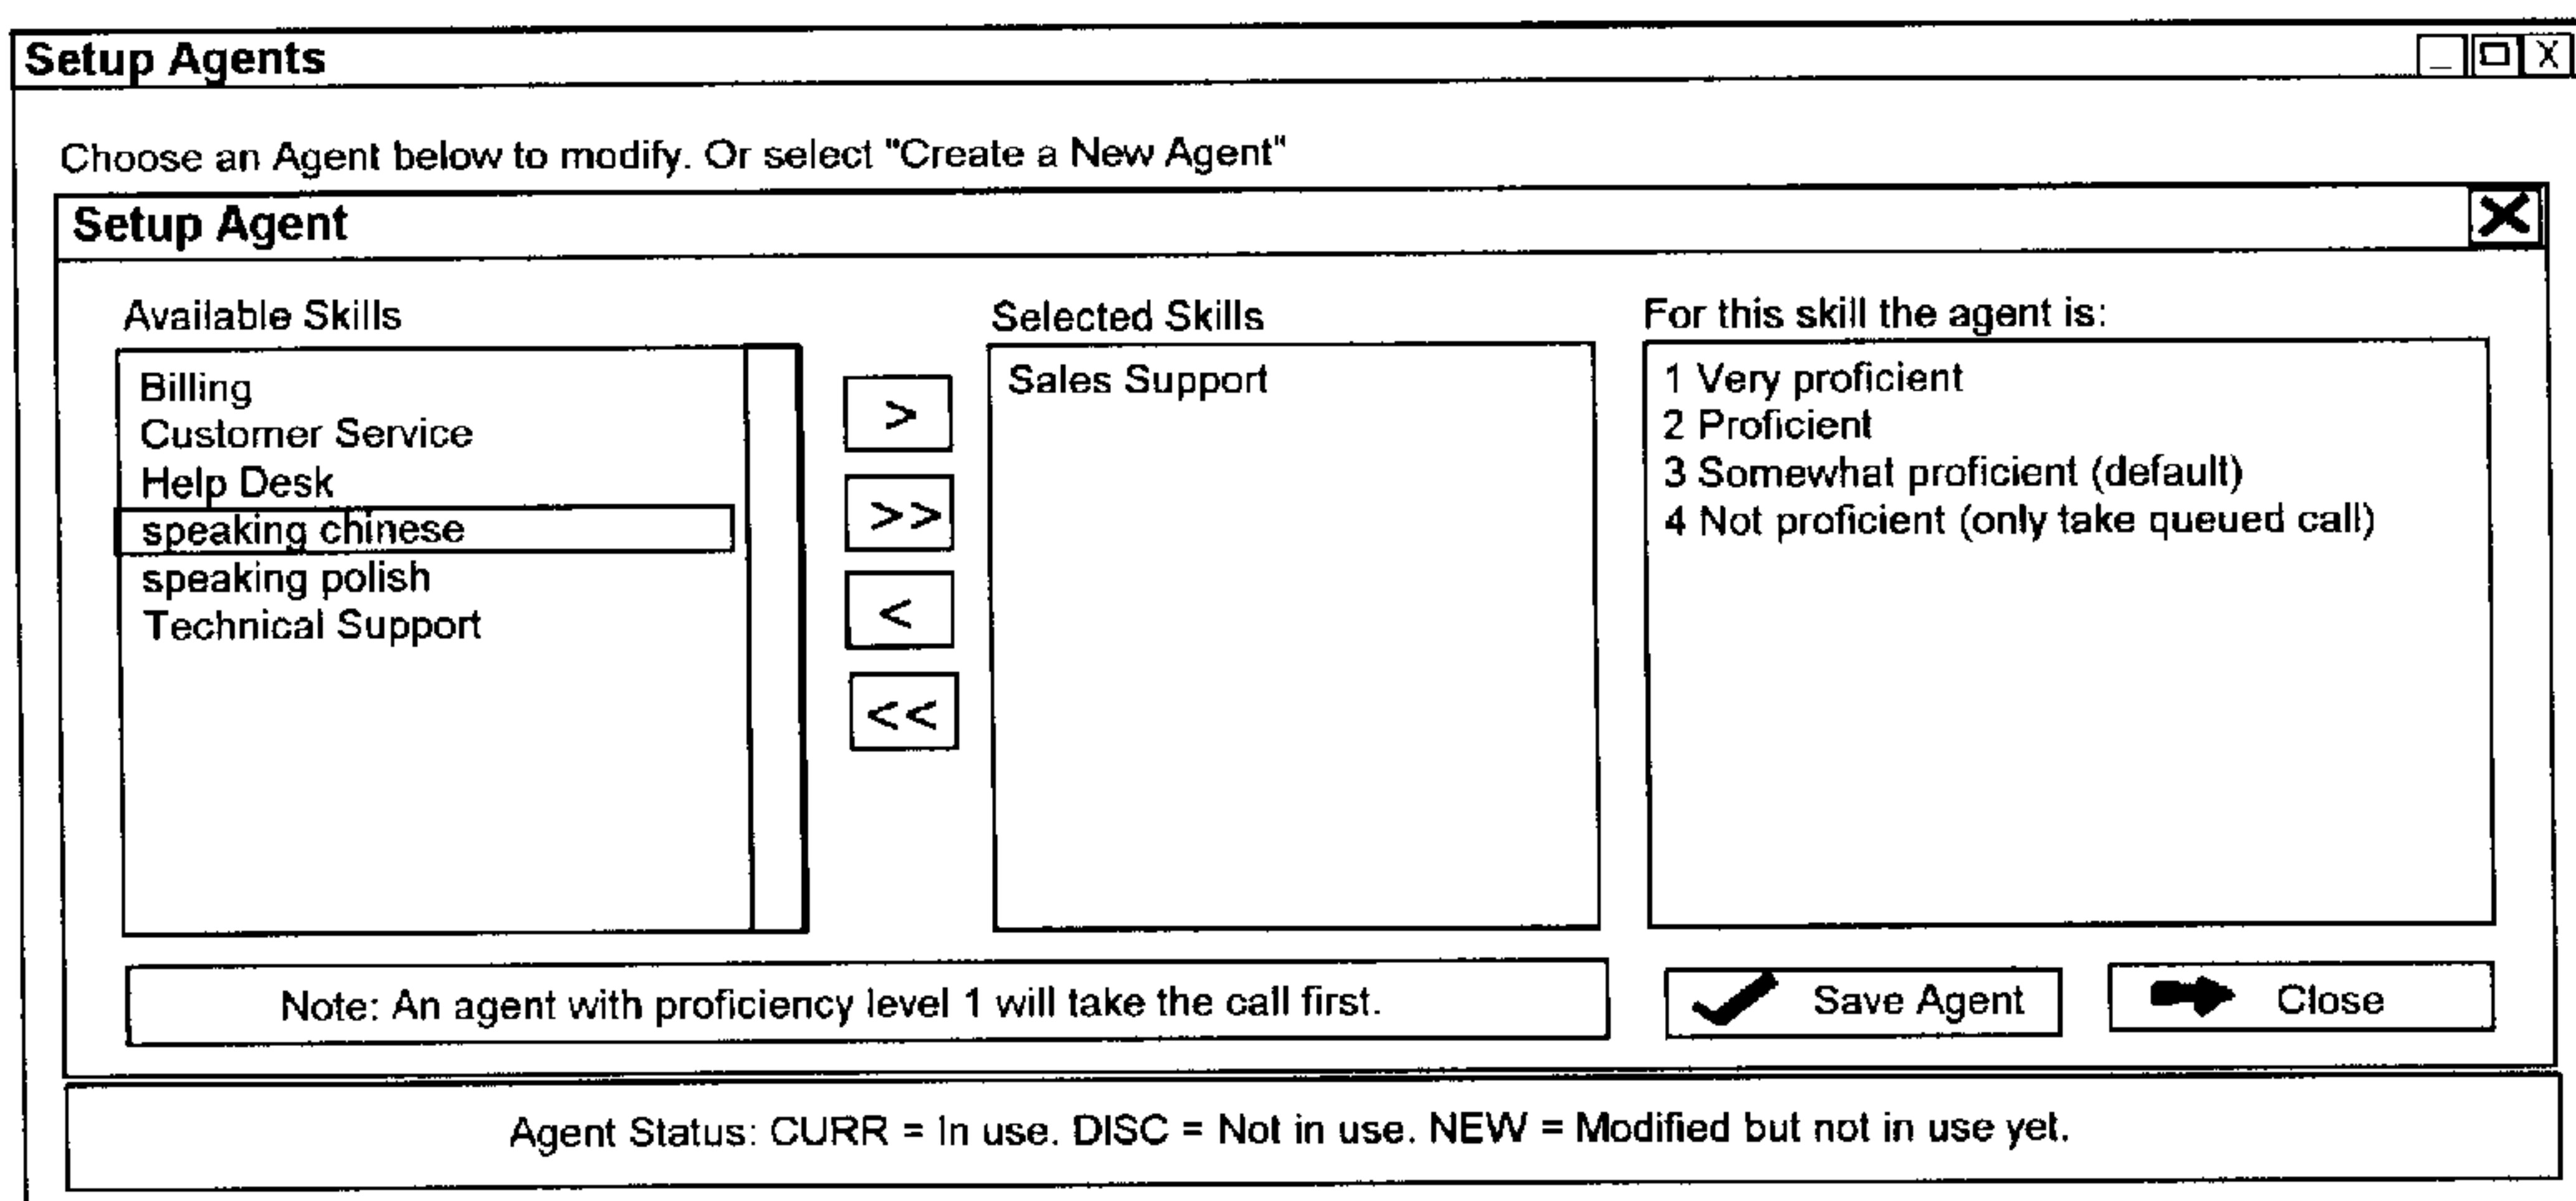 Setup Agents
_ X
Choose an Agent below to modify. Or select "Create a New Agent"
Setup Agent
Available Skills
Billing
Customer Service
Help Desk
speaking chinese
speaking polish
Technical Support
>
>>
<
<<
Selected Skills
Sales Support
For this skill the agent is:
1 Very proficient
2 Proficient
3 Somewhat proficient (default)
4 Not proficient (only take queued call)
Note: An agent with proficiency level 1 will take the call first.
Save Agent
Close
Agent Status: CURR = In use. DISC = Not in use. NEW = Modified but not in use yet.